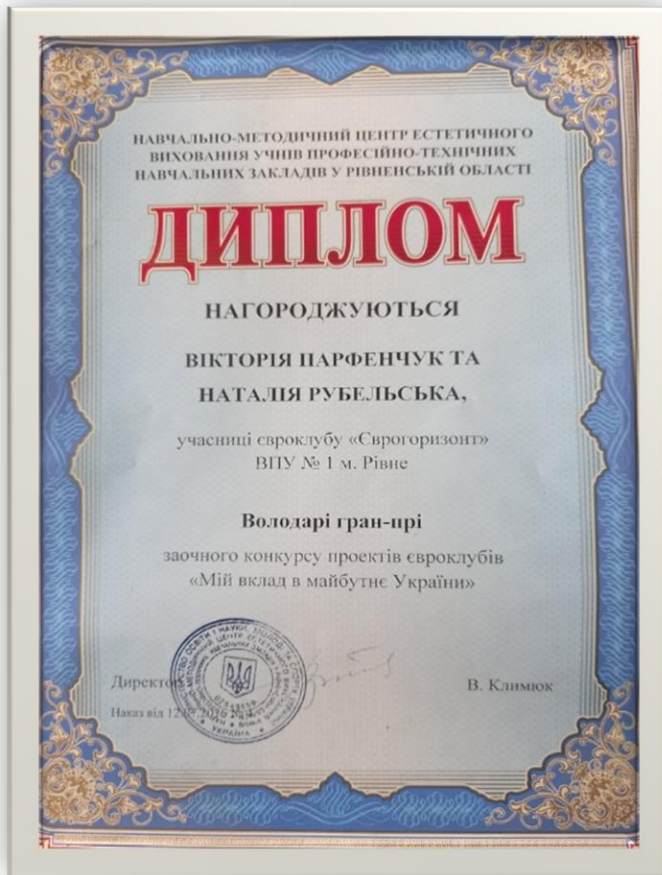 НАВЧАЛЬНО-МЕТОДИЧНИЙ ЦЕНТР ЕСТЕТИЧНОГО
ВИХОВАННЯ УЧНІВ ПРОФЕСІЙНО-ТЕХНІЧНИХ
НАВЧАЛЬНИХ ЗАКЛАДІВ У РІВНЕНСЬКІЙ ОБЛАСТІ
ДИПЛОМ
НАГОРОДЖУЮТЬСЯ
ВІКТОРІЯ ПАРФЕНЧУК ТА
НАТАЛІЯ РУБЕЛЬСЬКА,
учасниці євроклубу «Єврогоризонт»
ВПУ № 1 м. Рівне
Володарі гран-прі
заочного конкурсу проектів євроклубів
«Мій вклад в майбутнє України»
Директор
В. Климюк
Наказ від
УКРАЇНА